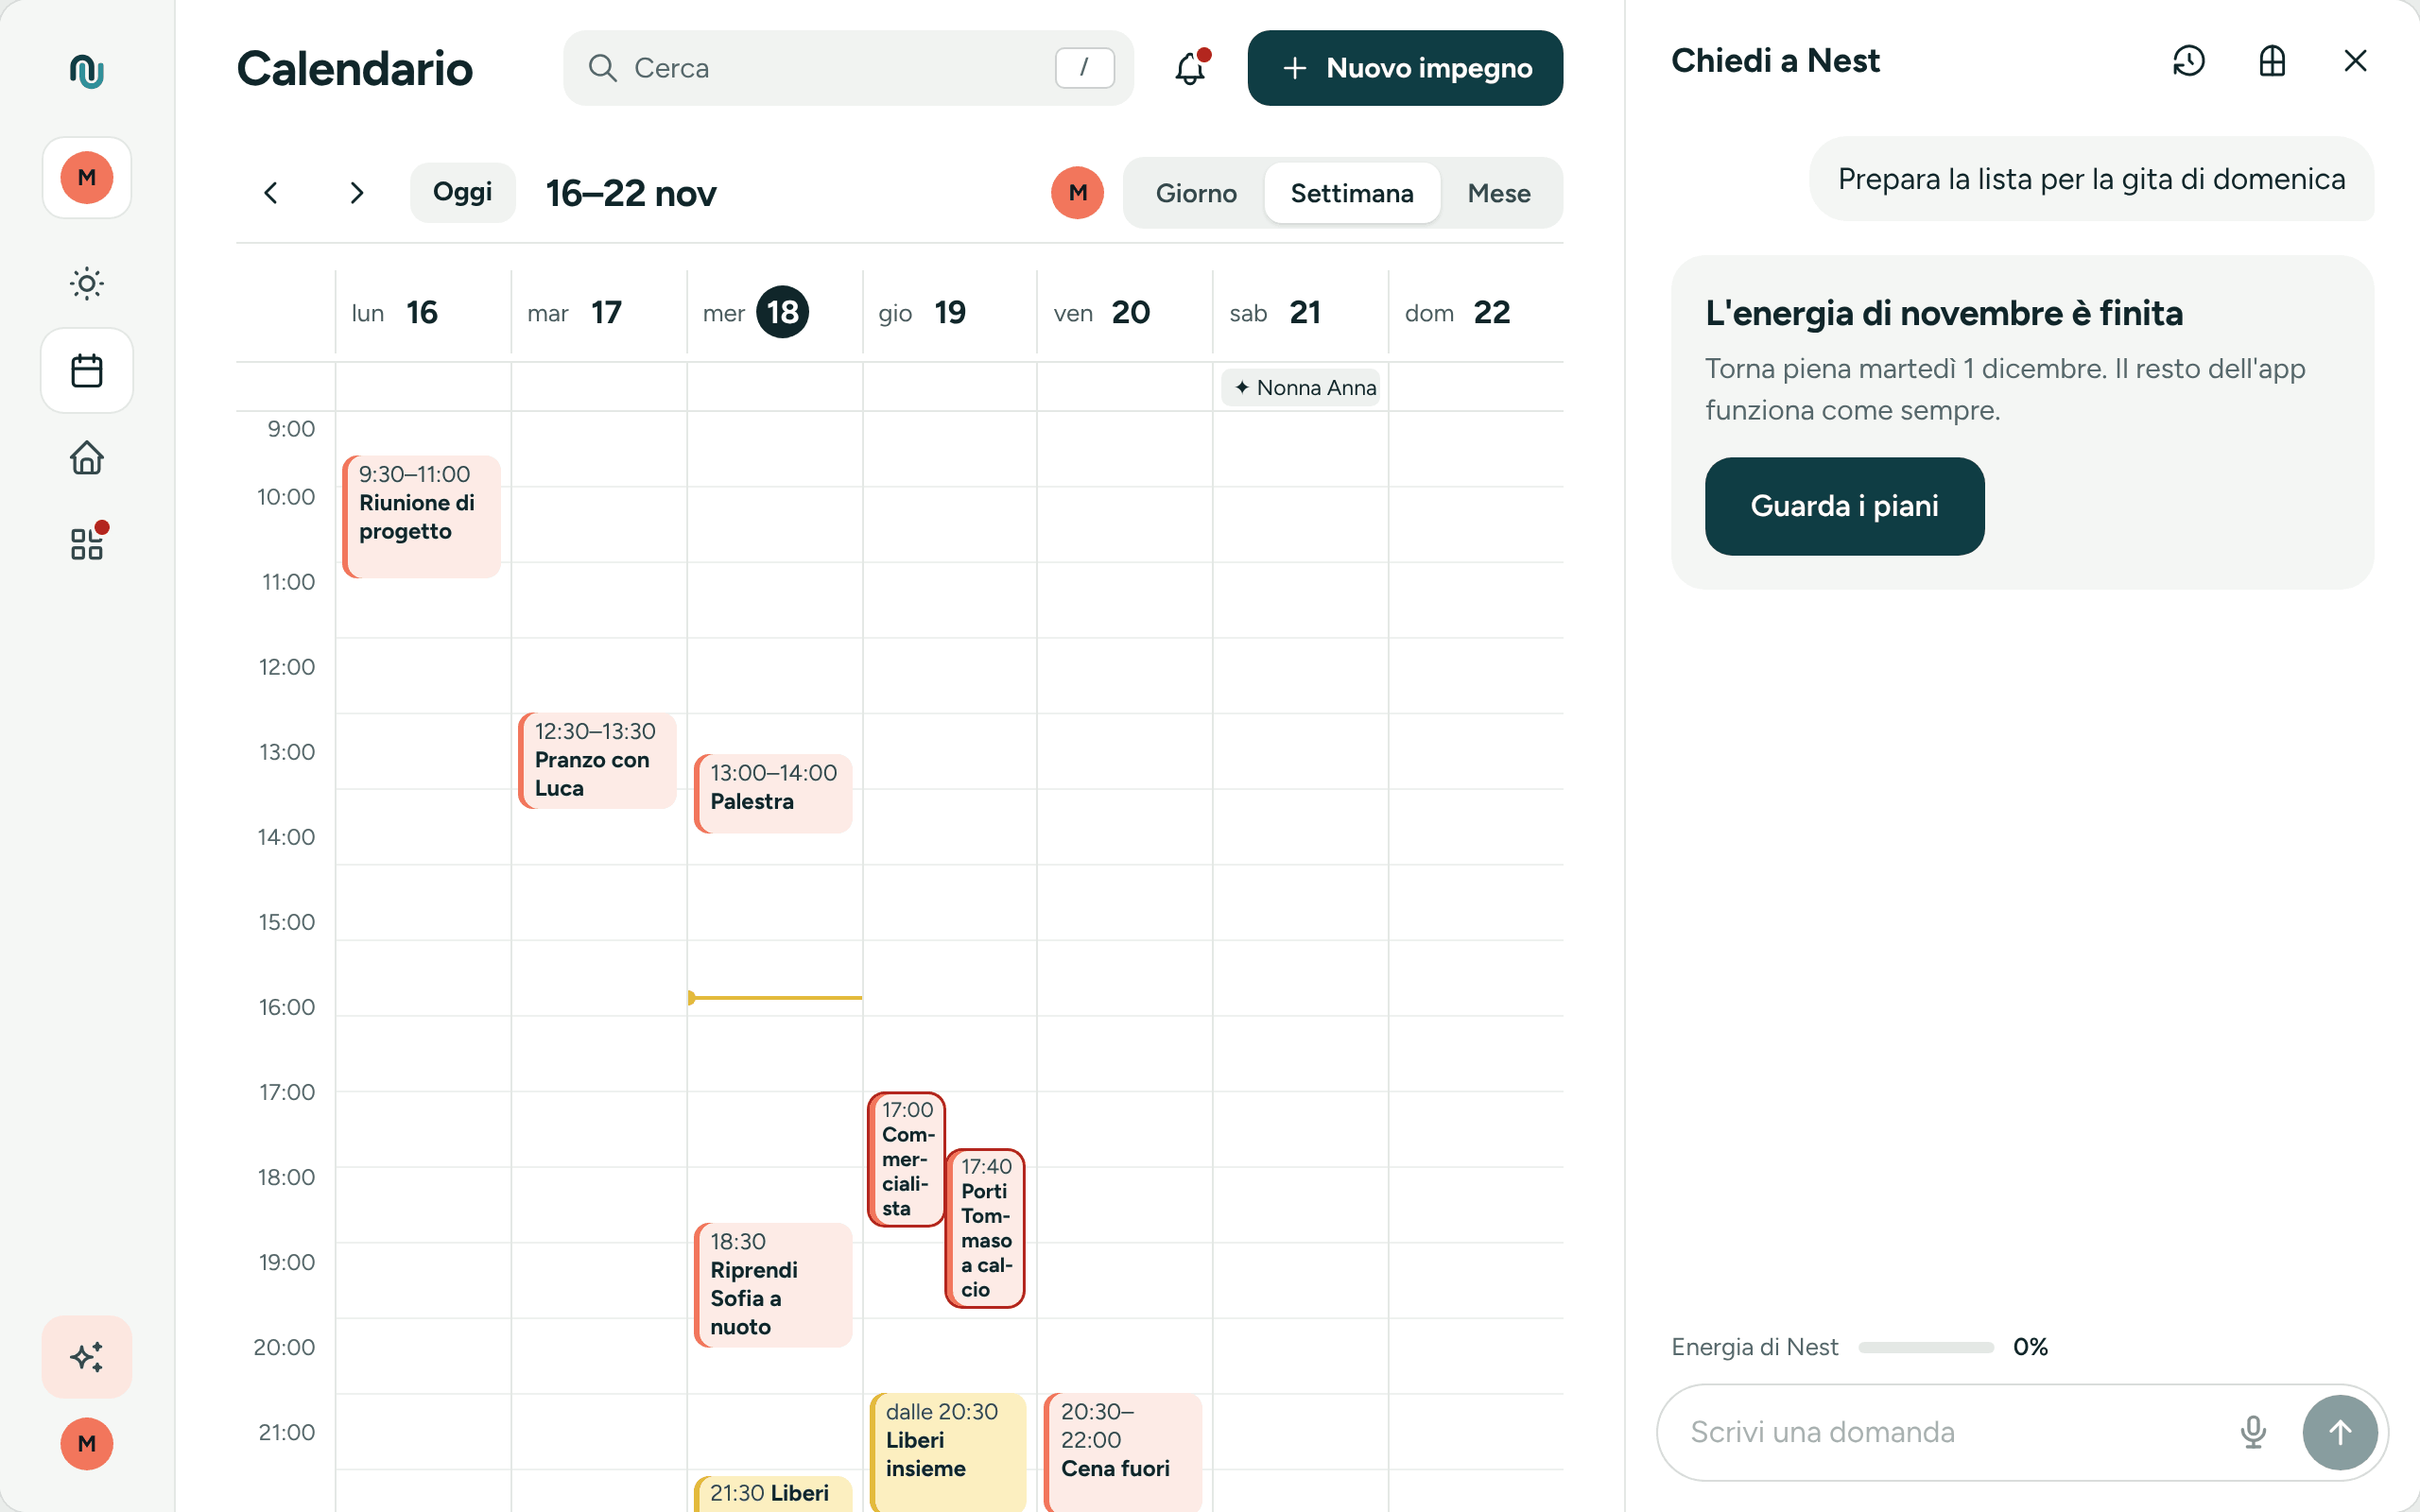 Calendario
Cerca
/
Nuovo impegno
M
Oggi
16–22 nov
M
Giorno
Settimana
Mese
lun 16
mar 17
mer 18
gio 19
ven 20
sab 21
dom 22
Nonna Anna
9:00
10:00
11:00
12:00
13:00
14:00
15:00
16:00
17:00
18:00
19:00
20:00
21:00
9:30–11:00
Riunione di
progetto
12:30–13:30
Pranzo con
Luca
13:00–14:00
Palestra
18:30
Riprendi
Sofia a
nuoto
21:30 Liberi
17:00
Com-
mer-
ciali-
sta
17:40
Porti
Tom-
maso
a cal-
cio
dalle 20:30
Liberi
insieme
20:30–
22:00
Cena fuori
M
Chiedi a Nest
Prepara la lista per la gita di domenica
L'energia di novembre è finita
Torna piena martedì 1 dicembre. Il resto dell'app
funziona come sempre.
Guarda i piani
Energia di Nest
0%
Scrivi una domanda